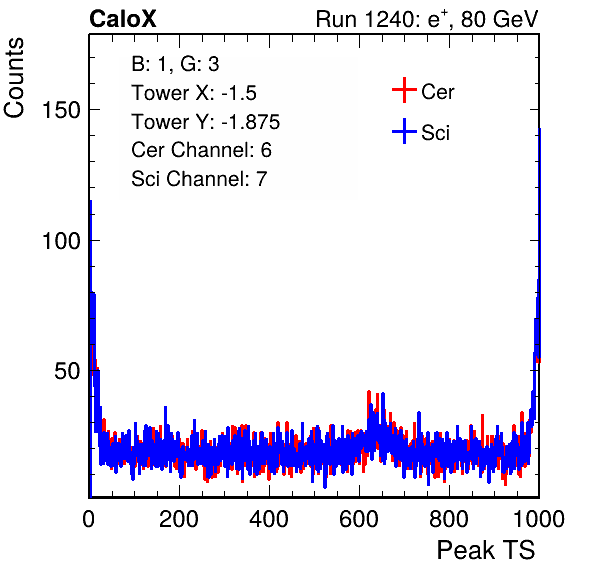 CaloX Run 1240: e⁺, 80 GeV
Counts
B: 1, G: 3
Tower X: -1.5
Tower Y: -1.875
Cer Channel: 6
Sci Channel: 7
Cer
Sci
150
100
50
0 200 400 600 800 1000
Peak TS